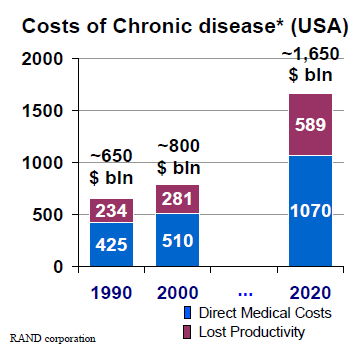 Costs of Chronic disease* (USA)
2000
1500
1000
500
0
~650
$ bln
234
425
~800
$ bln
281
510
~1,650
$ bln
589
1070
1990 2000 ... 2020
Direct Medical Costs
Lost Productivity
RAND corporation